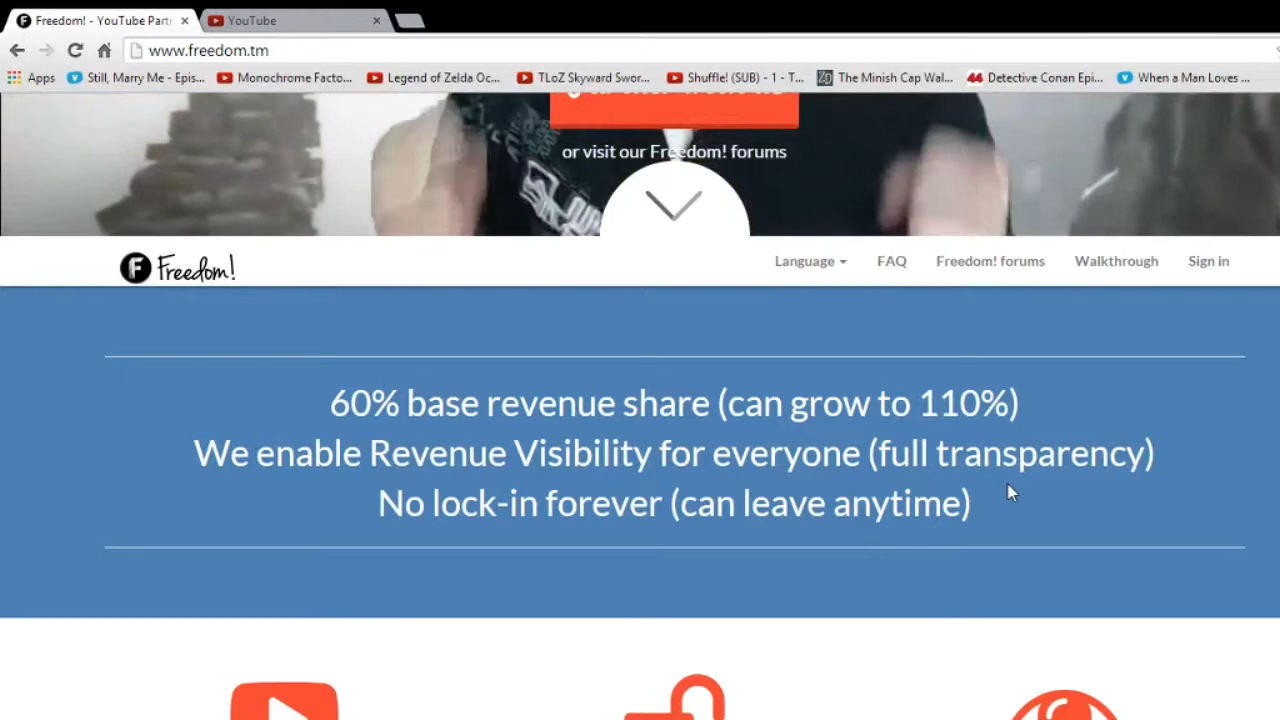 Freedom! - YouTube Part
YouTube
www.freedom.tm
Apps
Still, Marry Me - Epis...
Monochrome Facto...
Legend of Zelda Oc...
TLoZ Skyward Swor...
Shuffle! (SUB) - 1 - T...
The Minish Cap Wal...
Detective Conan Epi...
When a Man Loves ...
or visit our Freedom! forums
Freedom!
Language
FAQ
Freedom! forums
Walkthrough
Sign in
60% base revenue share (can grow to 110%)
We enable Revenue Visibility for everyone (full transparency)
No lock-in forever (can leave anytime)